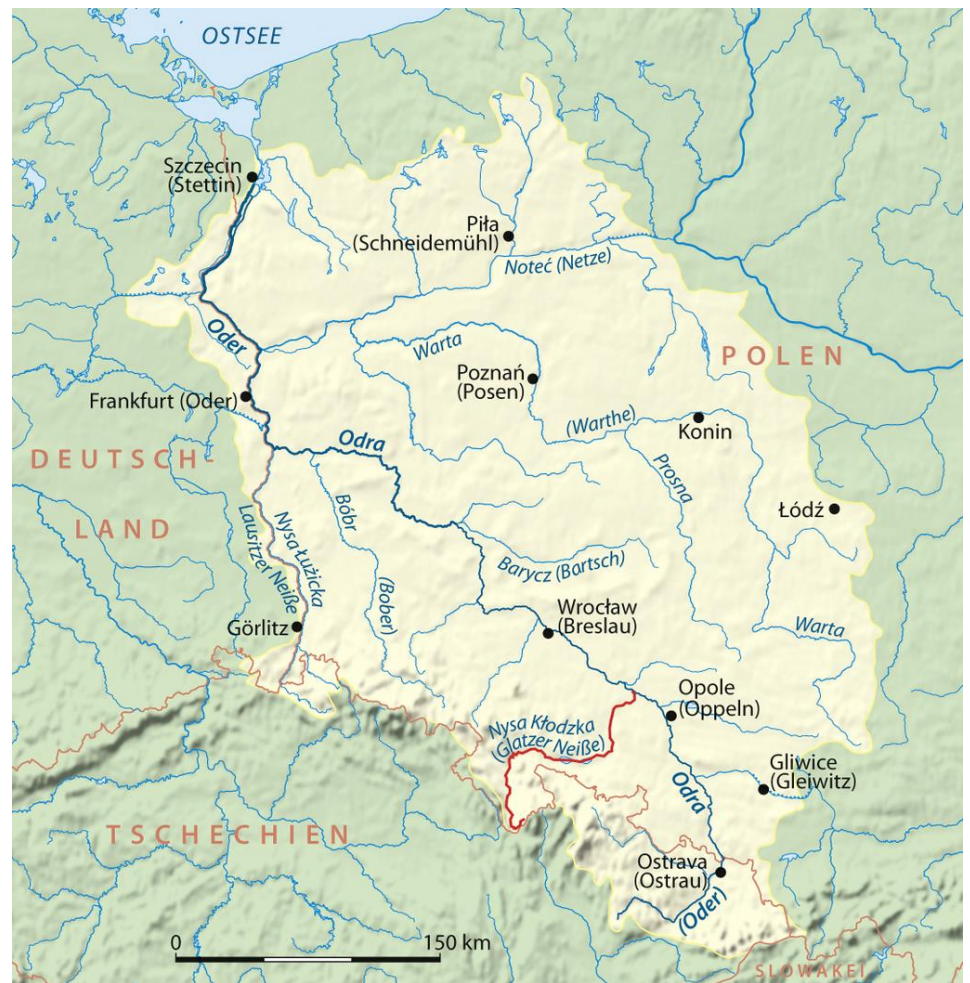 OSTSEE
Szczecin
(Stettin)
Piła
(Schneidemühl)
Noteć (Netze)
Oder
Warta
POLEN
Poznań
(Posen)
Frankfurt (Oder)
(Warthe)
Konin
Odra
DEUTSCH-
LAND
Prosna
Bóbr
(Bober)
Łódź
Nysa Łużicka
Lausitzer Neiße
Barycz (Bartsch)
Görlitz
Wrocław
(Breslau)
Warta
Opole
(Oppeln)
Nysa Kłodzka
(Glatzer Neiße)
Gliwice
(Gleiwitz)
Odra
TSCHECHIEN
Ostrava
(Ostrau)
(Oder)
0 150 km
SLOWAKEI